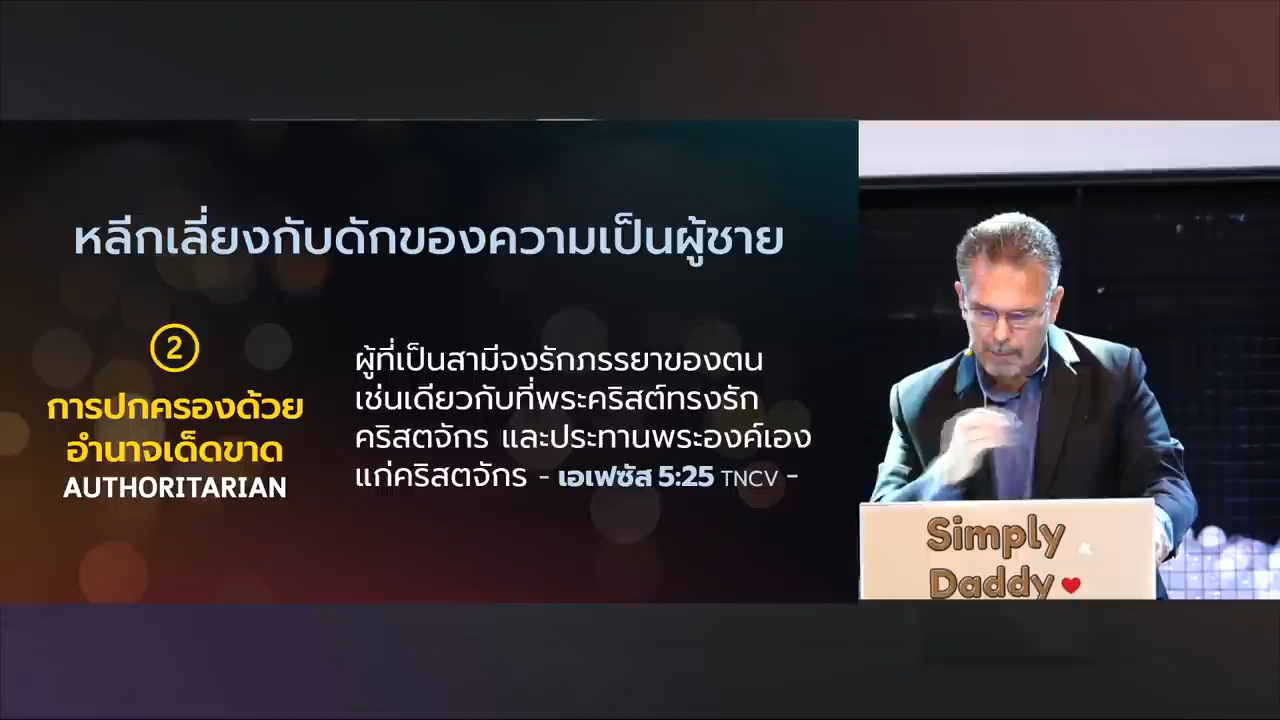 หลีกเลี่ยงกับดักของความเป็นผู้ชาย
2
การปกครองด้วย
อำนาจเด็ดขาด
AUTHORITARIAN
ผู้ที่เป็นสามีจงรักภรรยาของตน
เช่นเดียวกับที่พระคริสต์ทรงรัก
คริสตจักร และประทานพระองค์เอง
แก่คริสตจักร - เอเฟซัส 5:25 TNCV -
Simply
Daddy